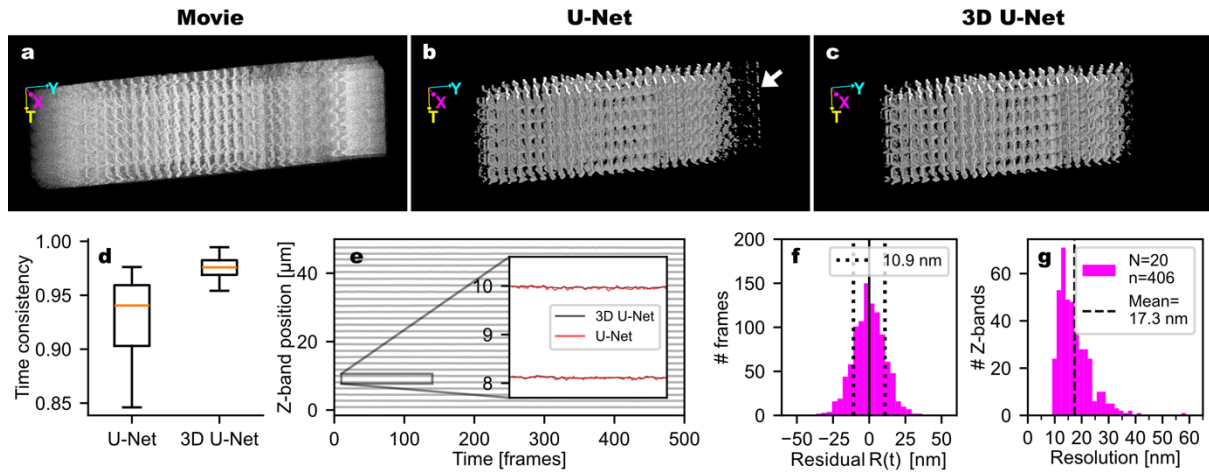 Movie
U-Net
3D U-Net
a
Y
X
T
b
Y
X
T
c
Y
X
T
d
Time consistency
1.00
0.95
0.90
0.85
U-Net
3D U-Net
e
Z-band position [µm]
40
20
0
10
9
8
3D U-Net
U-Net
0
100
200
300
400
500
Time [frames]
f
# frames
200
150
100
50
0
10.9 nm
−50
−25
0
25
50
Residual R(t) [nm]
g
# Z-bands
60
40
20
0
N=20
n=406
Mean=
17.3 nm
0
10
20
30
40
50
60
Resolution [nm]